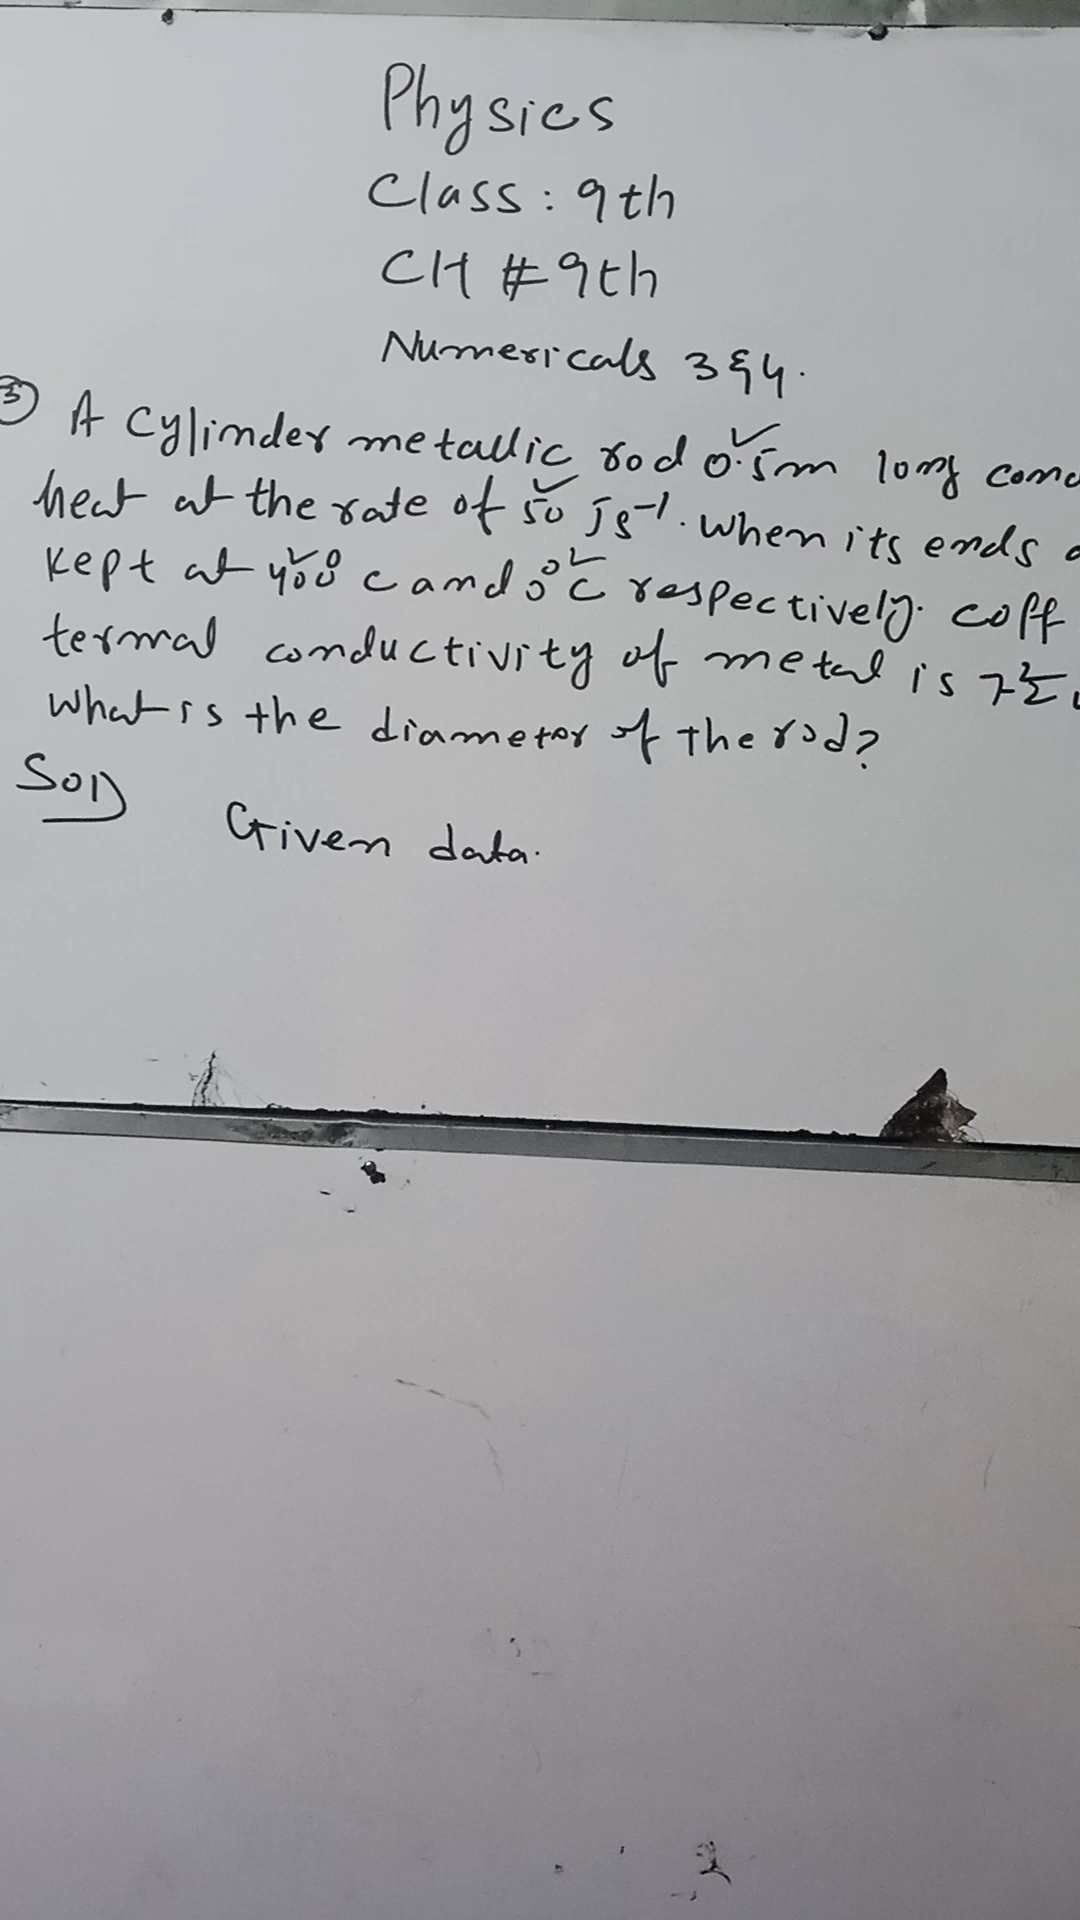 Physics
Class: 9th
CH # 9th
Numericals 3 & 4.
③ A Cylinder metallic rod 0.5m long cond
heat at the rate of 50 Js⁻¹. When its ends a
kept at 400°C and 0°C respectively. coff
termal conductivity of metal is 72
What is the diameter of the rod?
Sol
Given data.